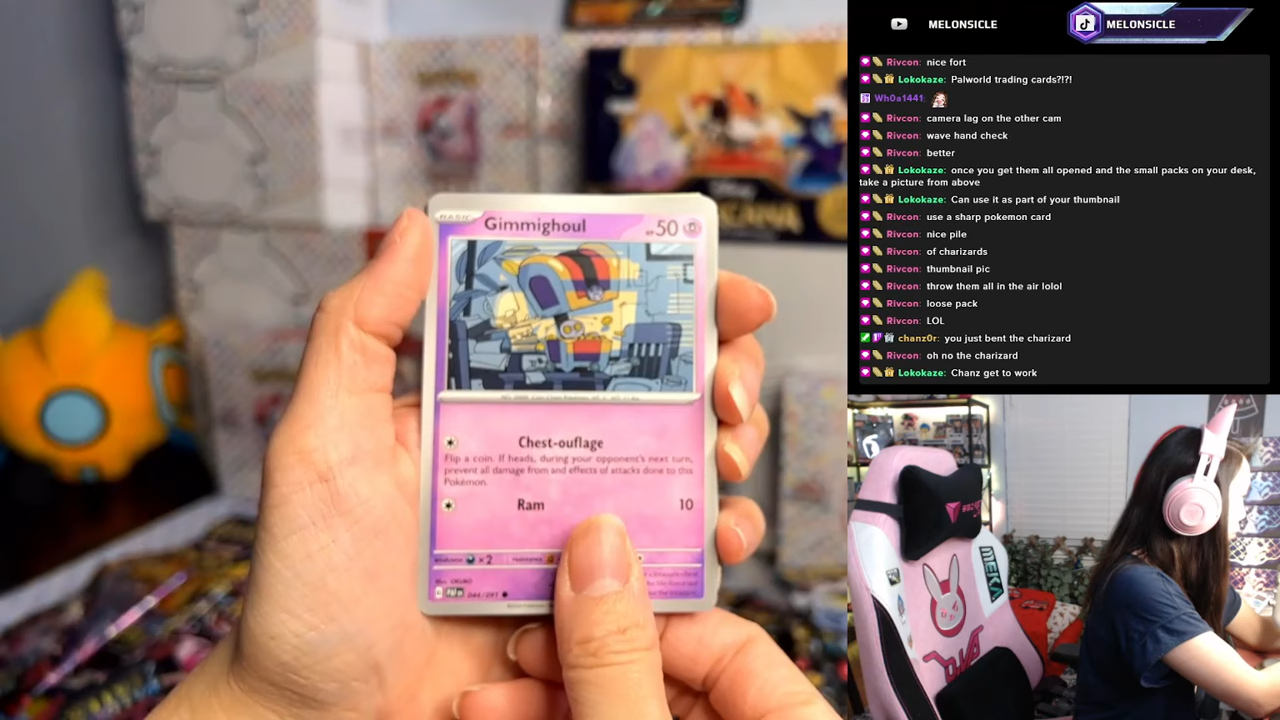 BASIC
Gimmighoul
HP 50
Chest-ouflage
Flip a coin. If heads, during your opponent's next turn,
prevent all damage from and effects of attacks done to this
Pokémon.
Ram 10
×2
044/091
MELONSICLE
MELONSICLE
Rivcon: nice fort
Lokokaze: Palworld trading cards?!?!
Wh0a1441:
Rivcon: camera lag on the other cam
Rivcon: wave hand check
Rivcon: better
Lokokaze: once you get them all opened and the small packs on your desk,
take a picture from above
Lokokaze: Can use it as part of your thumbnail
Rivcon: use a sharp pokemon card
Rivcon: nice pile
Rivcon: of charizards
Rivcon: thumbnail pic
Rivcon: throw them all in the air lolol
Rivcon: loose pack
Rivcon: LOL
chanz0r: you just bent the charizard
Rivcon: oh no the charizard
Lokokaze: Chanz get to work
MEKA
D.VA